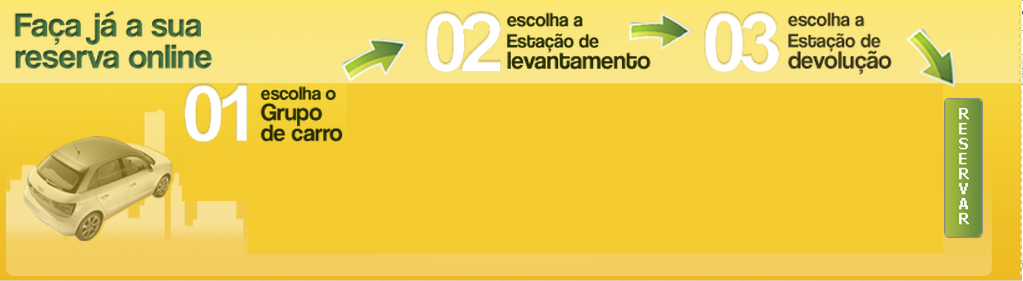 Faça já a sua
reserva online
01
escolha o
Grupo
de carro
02
escolha a
Estação de
levantamento
03
escolha a
Estação de
devolução
RESERVAR